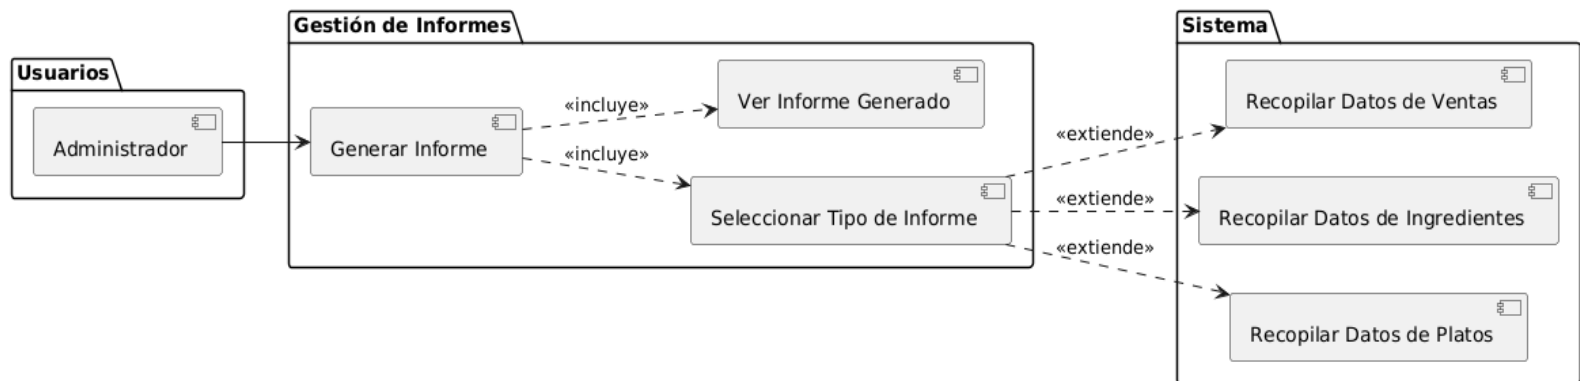 Usuarios
Administrador
Gestión de Informes
Generar Informe
«incluye»
«incluye»
Ver Informe Generado
Seleccionar Tipo de Informe
«extiende»
«extiende»
«extiende»
Sistema
Recopilar Datos de Ventas
Recopilar Datos de Ingredientes
Recopilar Datos de Platos